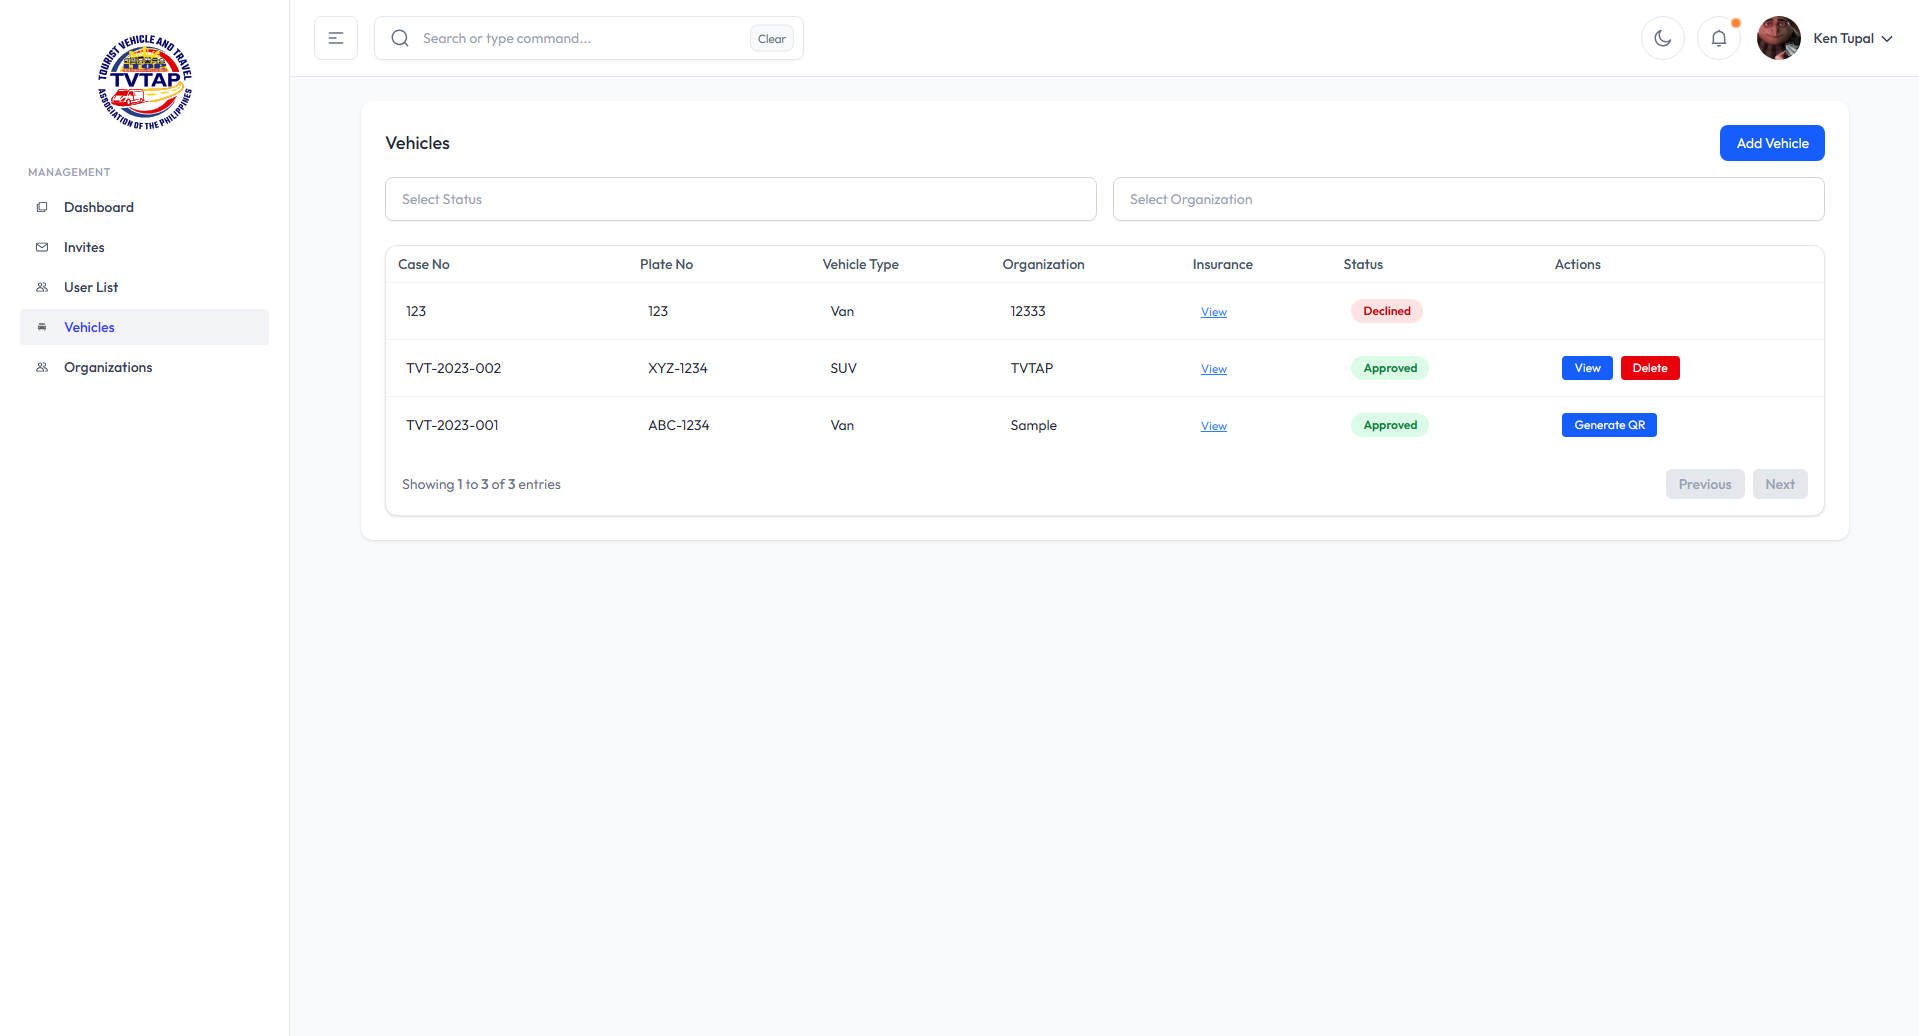 TOURIST VEHICLE AND TRAVEL
LTOP
TVTAP
ASSOCIATION OF THE PHILIPPINES
Search or type command...
Clear
Ken Tupal
MANAGEMENT
Dashboard
Invites
User List
Vehicles
Organizations
Vehicles
Add Vehicle
Select Status
Select Organization
Case No Plate No Vehicle Type Organization Insurance Status Actions
123 123 Van 12333 View Declined
TVT-2023-002 XYZ-1234 SUV TVTAP View Approved View Delete
TVT-2023-001 ABC-1234 Van Sample View Approved Generate QR
Showing 1 to 3 of 3 entries
Previous Next